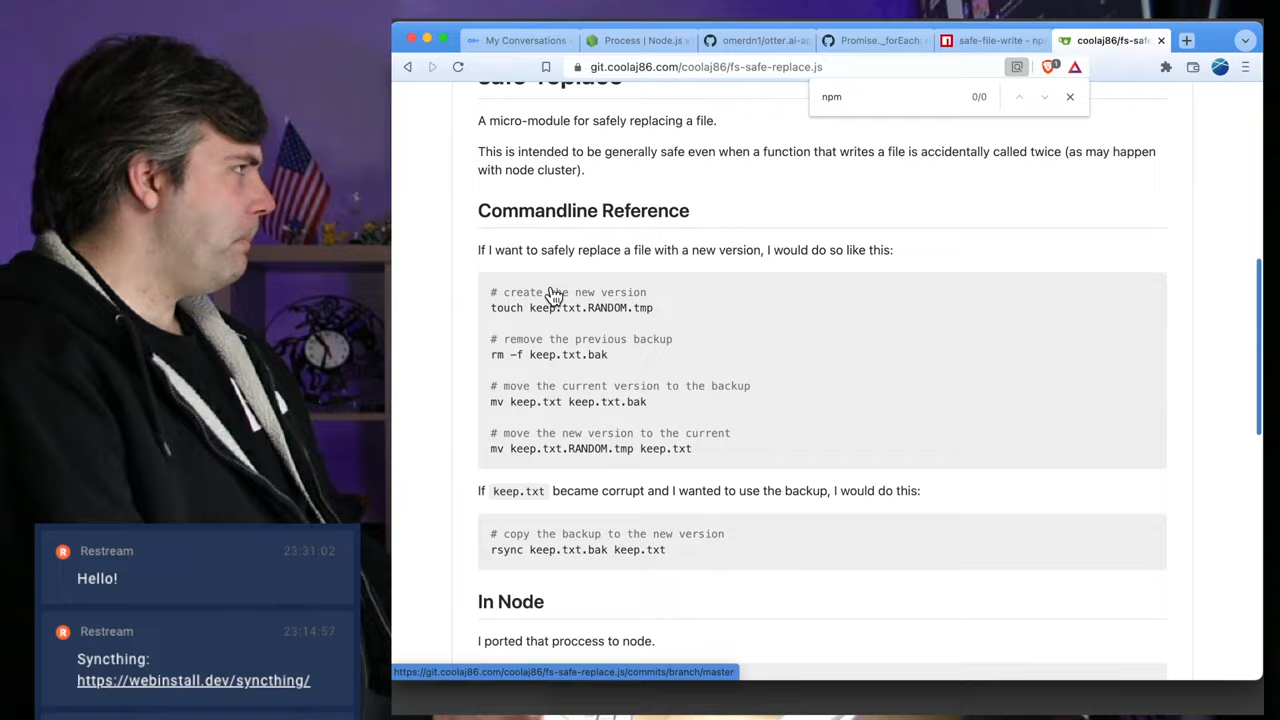 My Conversations -
Process | Node.js v
omerdn1/otter.ai-ap
Promise._forEach:
safe-file-write - npm
coolaj86/fs-saf
git.coolaj86.com/coolaj86/fs-safe-replace.js
1
npm
0/0
A micro-module for safely replacing a file.
This is intended to be generally safe even when a function that writes a file is accidentally called twice (as may happen
with node cluster).
Commandline Reference
If I want to safely replace a file with a new version, I would do so like this:
# create the new version
touch keep.txt.RANDOM.tmp
# remove the previous backup
rm -f keep.txt.bak
# move the current version to the backup
mv keep.txt keep.txt.bak
# move the new version to the current
mv keep.txt.RANDOM.tmp keep.txt
If keep.txt became corrupt and I wanted to use the backup, I would do this:
# copy the backup to the new version
rsync keep.txt.bak keep.txt
In Node
I ported that proccess to node.
https://git.coolaj86.com/coolaj86/fs-safe-replace.js/commits/branch/master
R Restream 23:31:02
Hello!
R Restream 23:14:57
Syncthing:
https://webinstall.dev/syncthing/